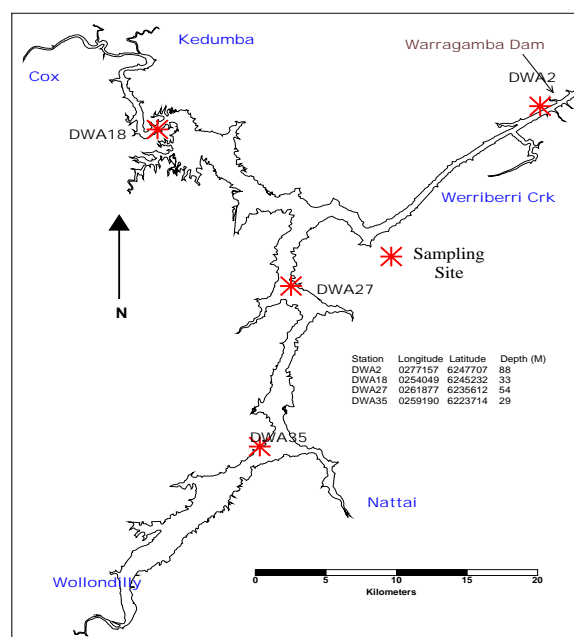 Kedumba
Warragamba Dam
Cox
DWA2
DWA18
Werriberri Crk
Sampling
Site
N
DWA27
Station Longitude Latitude Depth (M)
DWA2 0277157 6247707 88
DWA18 0254049 6245232 33
DWA27 0261877 6235612 54
DWA35 0259190 6223714 29
DWA35
Nattai
Wollondilly
0 5 10 15 20
Kilometers